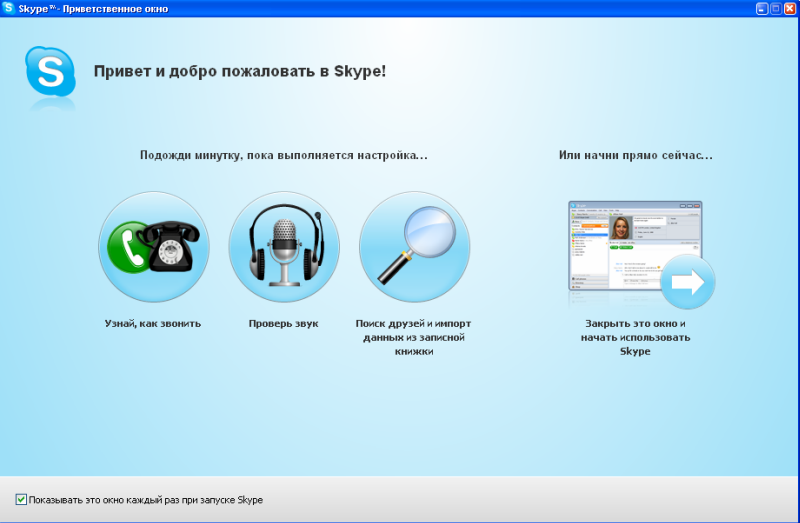 Skype™ - Приветственное окно
Привет и добро пожаловать в Skype!
Подожди минутку, пока выполняется настройка...
Или начни прямо сейчас...
Узнай, как звонить
Проверь звук
Поиск друзей и импорт
данных из записной
книжки
Закрыть это окно и
начать использовать
Skype
Показывать это окно каждый раз при запуске Skype